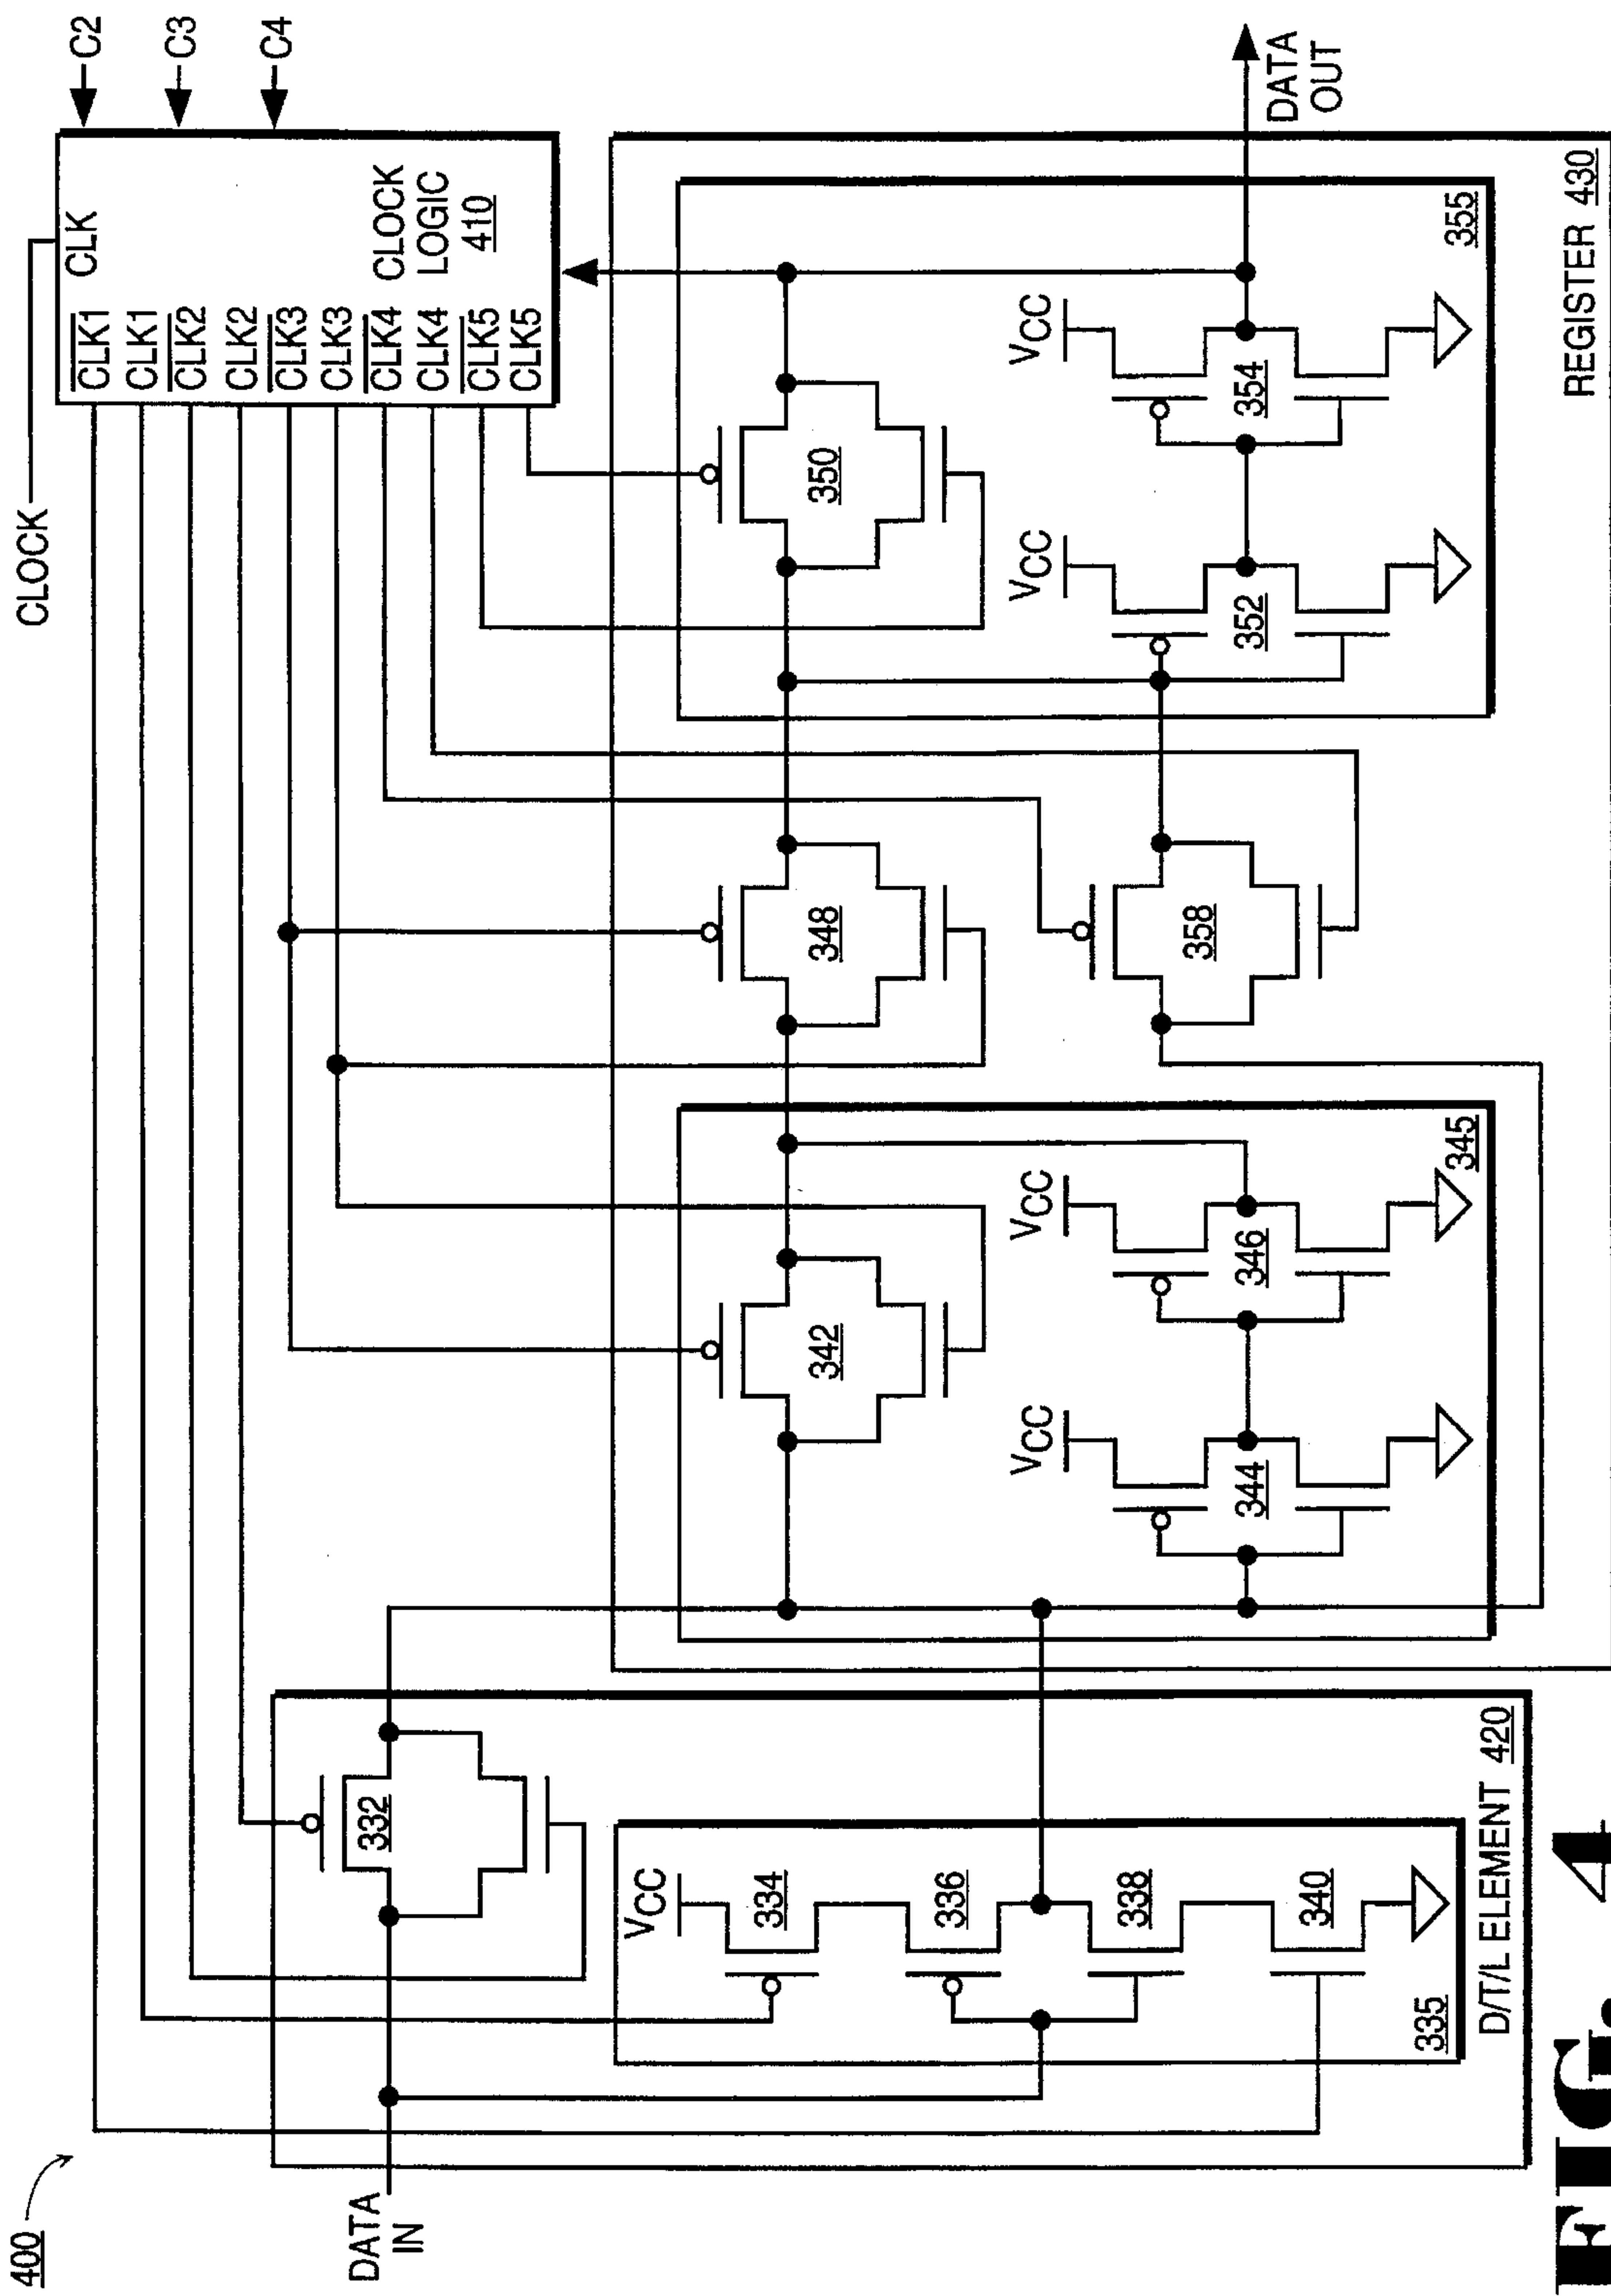 400
CLOCK
CLK
C2
C3
C4
CLK1
CLK1
CLK2
CLK2
CLK3
CLK3
CLK4
CLK4
CLK5
CLK5
CLOCK
LOGIC
410
DATA
IN
332
VCC
334
336
338
340
335
D/T/L ELEMENT 420
342
VCC
344
VCC
346
345
348
358
350
VCC
352
VCC
354
355
REGISTER 430
DATA
OUT
FIG. 4